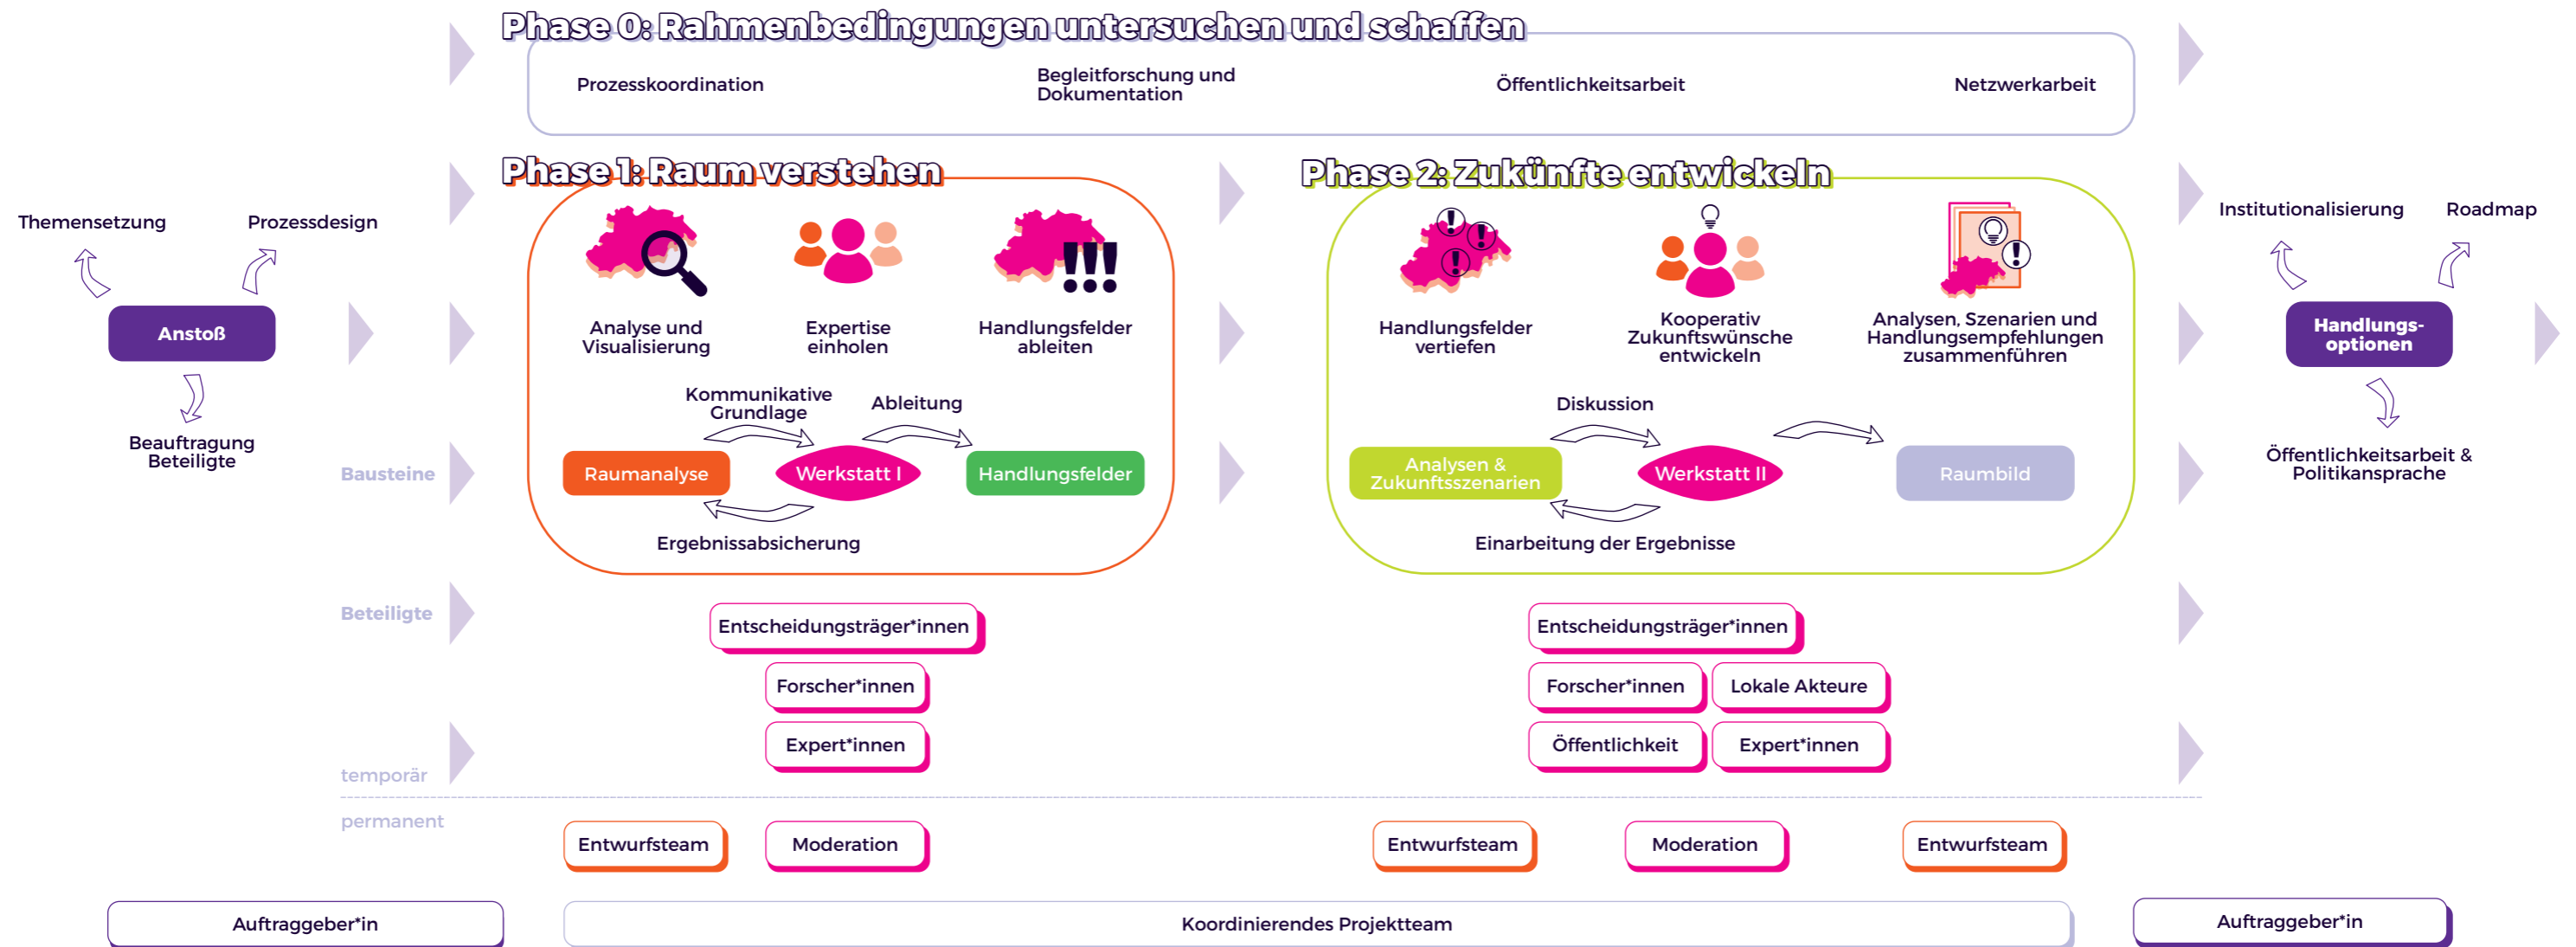 Phase 0: Rahmenbedingungen untersuchen und schaffen
Prozesskoordination
Begleitforschung und
Dokumentation
Öffentlichkeitsarbeit
Netzwerkarbeit
Themensetzung
Prozessdesign
Anstoß
Beauftragung
Beteiligte
Phase 1: Raum verstehen
Analyse und
Visualisierung
Expertise
einholen
Handlungsfelder
ableiten
Kommunikative
Grundlage
Ableitung
Bausteine
Raumanalyse
Werkstatt I
Handlungsfelder
Ergebnissabsicherung
Phase 2: Zukünfte entwickeln
Handlungsfelder
vertiefen
Kooperativ
Zukunftswünsche
entwickeln
Analysen, Szenarien und
Handlungsempfehlungen
zusammenführen
Diskussion
Analysen &
Zukunftsszenarien
Werkstatt II
Raumbild
Einarbeitung der Ergebnisse
Institutionalisierung
Roadmap
Handlungs-
optionen
Öffentlichkeitsarbeit &
Politikansprache
Beteiligte
Entscheidungsträger*innen
Forscher*innen
Expert*innen
Entscheidungsträger*innen
Forscher*innen
Lokale Akteure
Öffentlichkeit
Expert*innen
temporär
permanent
Entwurfsteam
Moderation
Entwurfsteam
Moderation
Entwurfsteam
Auftraggeber*in
Koordinierendes Projektteam
Auftraggeber*in